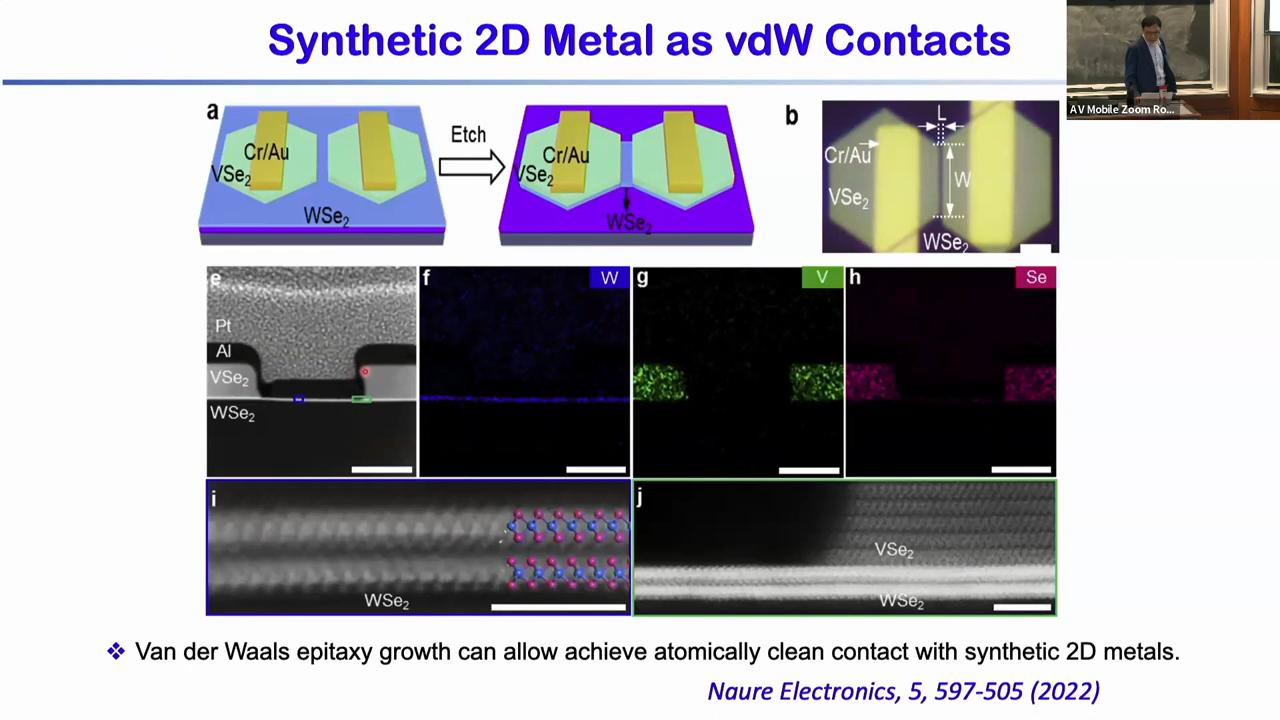 Synthetic 2D Metal as vdW Contacts
AV Mobile Zoom Ro...
a
Cr/Au
VSe2
WSe2
Etch
Cr/Au
VSe2
WSe2
b
L
Cr/Au
W
VSe2
WSe2
e
Pt
Al
VSe2
WSe2
f
W
g
V
h
Se
i
WSe2
j
VSe2
WSe2
❖ Van der Waals epitaxy growth can allow achieve atomically clean contact with synthetic 2D metals.
Naure Electronics, 5, 597-505 (2022)